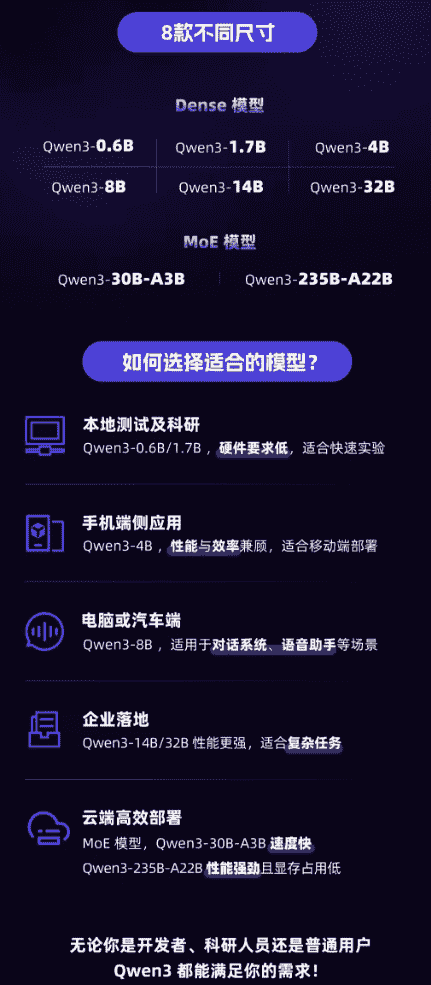 8款不同尺寸
Dense 模型
Qwen3-0.6B
Qwen3-1.7B
Qwen3-4B
Qwen3-8B
Qwen3-14B
Qwen3-32B
MoE 模型
Qwen3-30B-A3B
Qwen3-235B-A22B
如何选择适合的模型？
本地测试及科研
Qwen3-0.6B/1.7B ，硬件要求低，适合快速实验
手机端侧应用
Qwen3-4B ，性能与效率兼顾，适合移动端部署
电脑或汽车端
Qwen3-8B ，适用于对话系统、语音助手等场景
企业落地
Qwen3-14B/32B 性能更强，适合复杂任务
云端高效部署
MoE 模型，Qwen3-30B-A3B 速度快
Qwen3-235B-A22B 性能强劲且显存占用低
无论你是开发者、科研人员还是普通用户
Qwen3 都能满足你的需求！